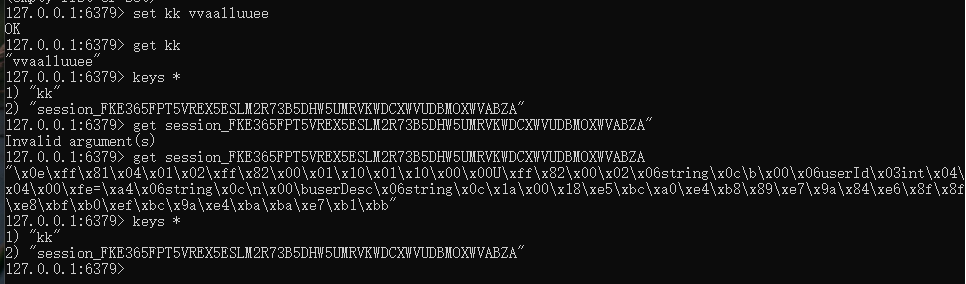 127.0.0.1:6379> set kk vvaalluuee
OK
127.0.0.1:6379> get kk
"vvaalluuee"
127.0.0.1:6379> keys *
1) "kk"
2) "session_FKE365FPT5VREX5ESLM2R73B5DHW5UMRVKWDCXWVUDBMOXWVABZA"
127.0.0.1:6379> get session_FKE365FPT5VREX5ESLM2R73B5DHW5UMRVKWDCXWVUDBMOXWVABZA"
Invalid argument(s)
127.0.0.1:6379> get session_FKE365FPT5VREX5ESLM2R73B5DHW5UMRVKWDCXWVUDBMOXWVABZA
"\x0e\xff\x81\x04\x01\x02\xff\x82\x00\x01\x10\x01\x10\x00\x00U\xff\x82\x00\x02\x06string\x0c\b\x00\x06userId\x03int\x04\
x04\x00\xfe=\xa4\x06string\x0c\n\x00\buserDesc\x06string\x0c\x1a\x00\x18\xe5\xbc\xa0\xe4\xb8\x89\xe7\x9a\x84\xe6\x8f\x8f
\xe8\xbf\xb0\xef\xbc\x9a\xe4\xba\xba\xe7\xb1\xbb"
127.0.0.1:6379> keys *
1) "kk"
2) "session_FKE365FPT5VREX5ESLM2R73B5DHW5UMRVKWDCXWVUDBMOXWVABZA"
127.0.0.1:6379>